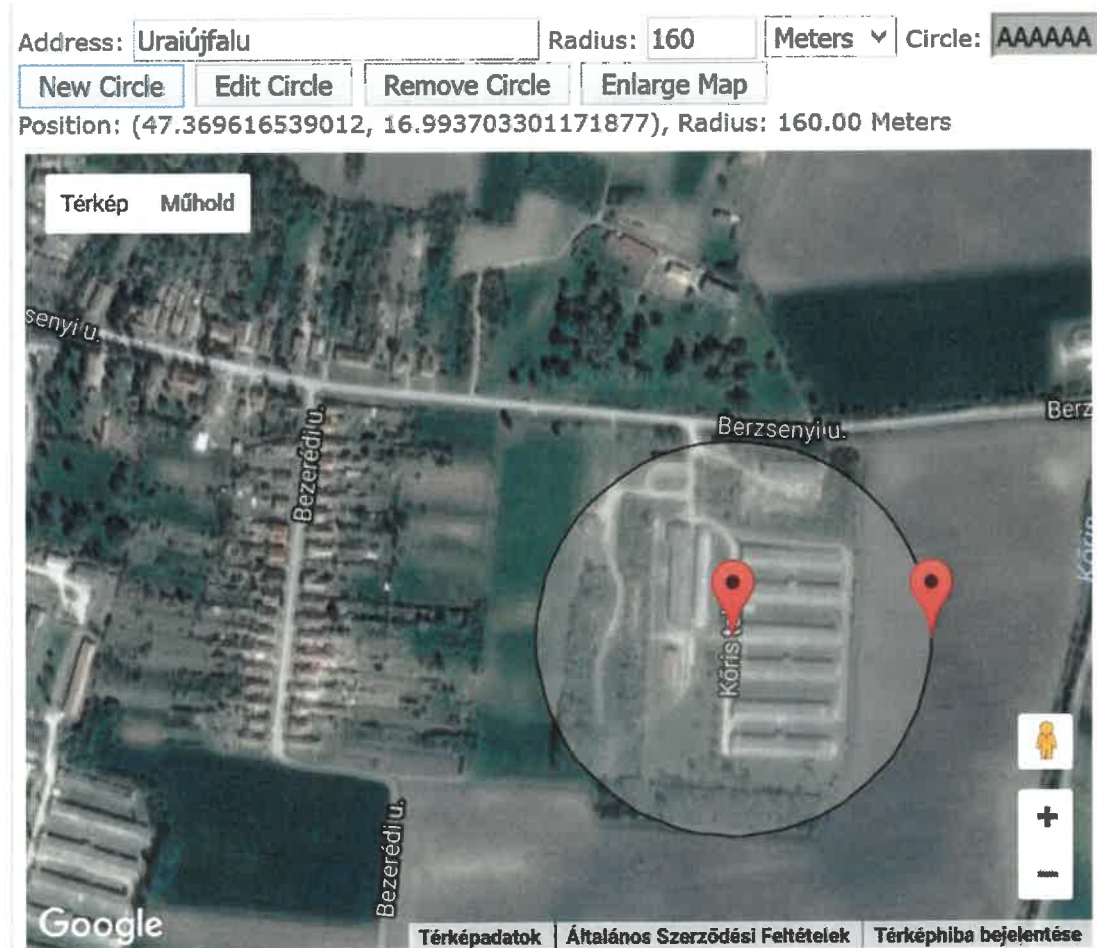 Address: Uraiújfalu Radius: 160 Meters Circle: AAAAAA
New Circle Edit Circle Remove Circle Enlarge Map
Position: (47.369616539012, 16.993703301171877), Radius: 160.00 Meters
Térkép Műhold
senyi u.
Berz
Berzsenyi u.
Bezerédi u.
Kőris
Bezerédi u.
+
−
Google
Térképadatok Általános Szerződési Feltételek Térképhiba bejelentése